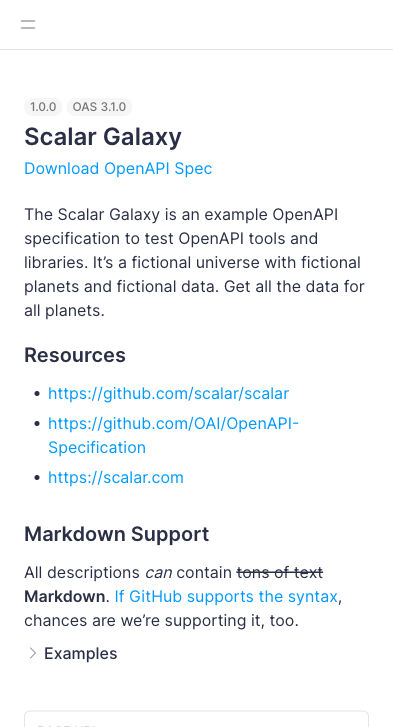 1.0.0 OAS 3.1.0
Scalar Galaxy
Download OpenAPI Spec
The Scalar Galaxy is an example OpenAPI
specification to test OpenAPI tools and
libraries. It’s a fictional universe with fictional
planets and fictional data. Get all the data for
all planets.
Resources
• https://github.com/scalar/scalar
• https://github.com/OAI/OpenAPI-
Specification
• https://scalar.com
Markdown Support
All descriptions can contain tons of text
Markdown. If GitHub supports the syntax,
chances are we’re supporting it, too.
Examples